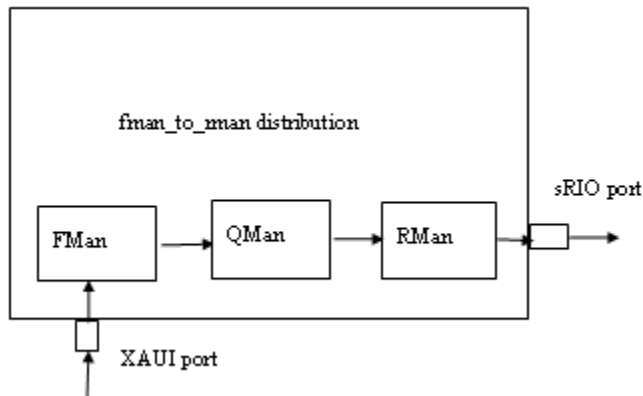 fman_to_rman distribution
sRIO port
FMan
QMan
RMan
XAUI port